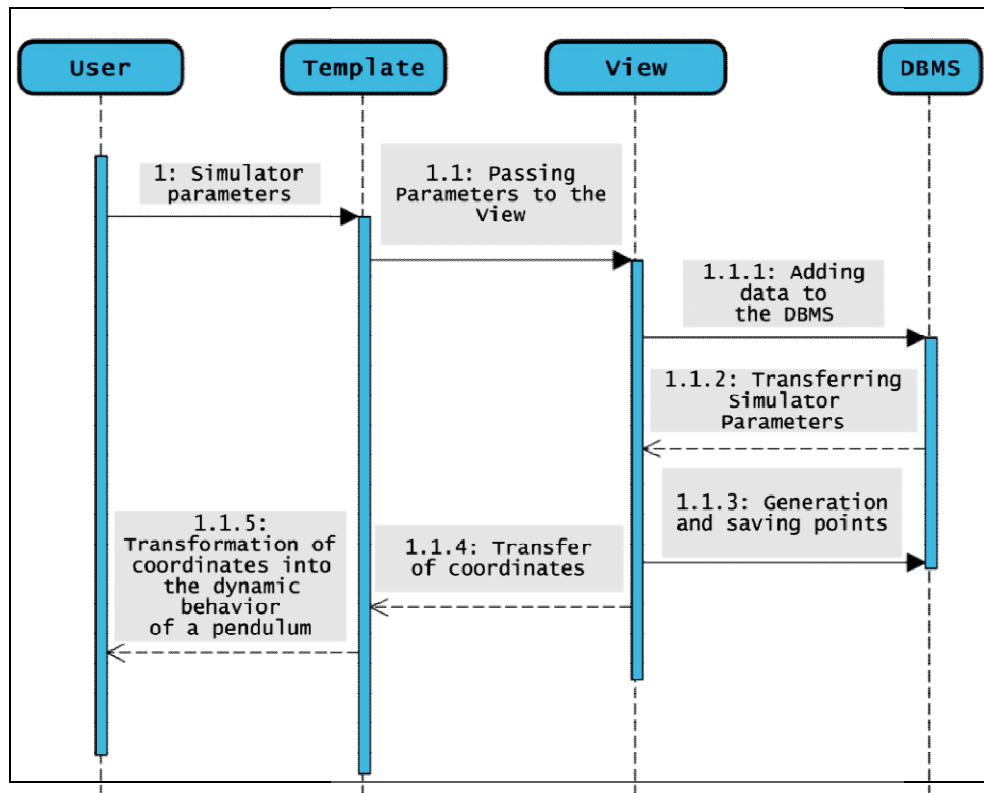 User
Template
View
DBMS
1: Simulator
parameters
1.1: Passing
Parameters to the
View
1.1.1: Adding
data to
the DBMS
1.1.2: Transferring
Simulator
Parameters
1.1.3: Generation
and saving points
1.1.4: Transfer
of coordinates
1.1.5:
Transformation of
coordinates into
the dynamic
behavior
of a pendulum